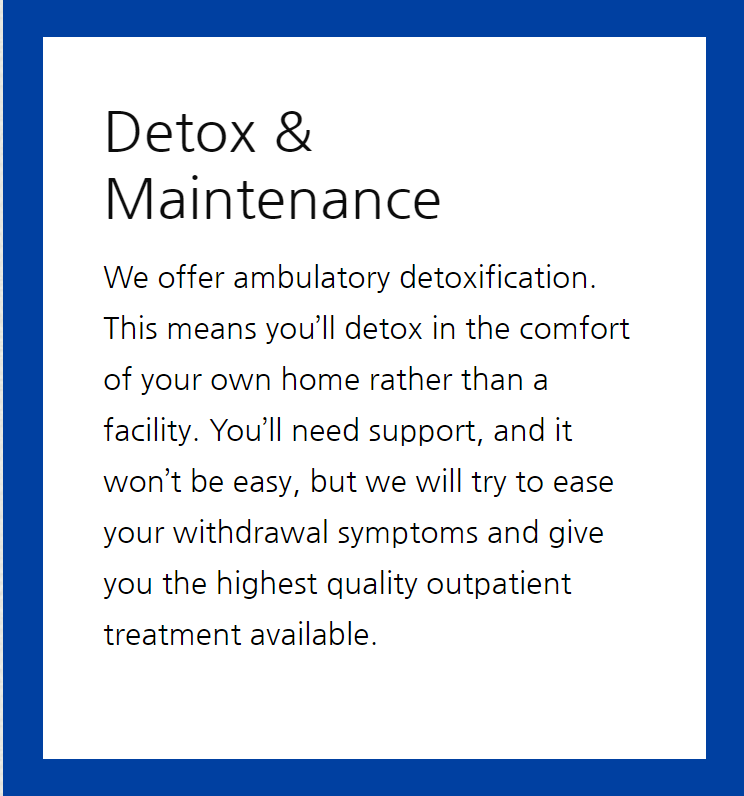 Detox &
Maintenance
We offer ambulatory detoxification.
This means you’ll detox in the comfort
of your own home rather than a
facility. You’ll need support, and it
won’t be easy, but we will try to ease
your withdrawal symptoms and give
you the highest quality outpatient
treatment available.